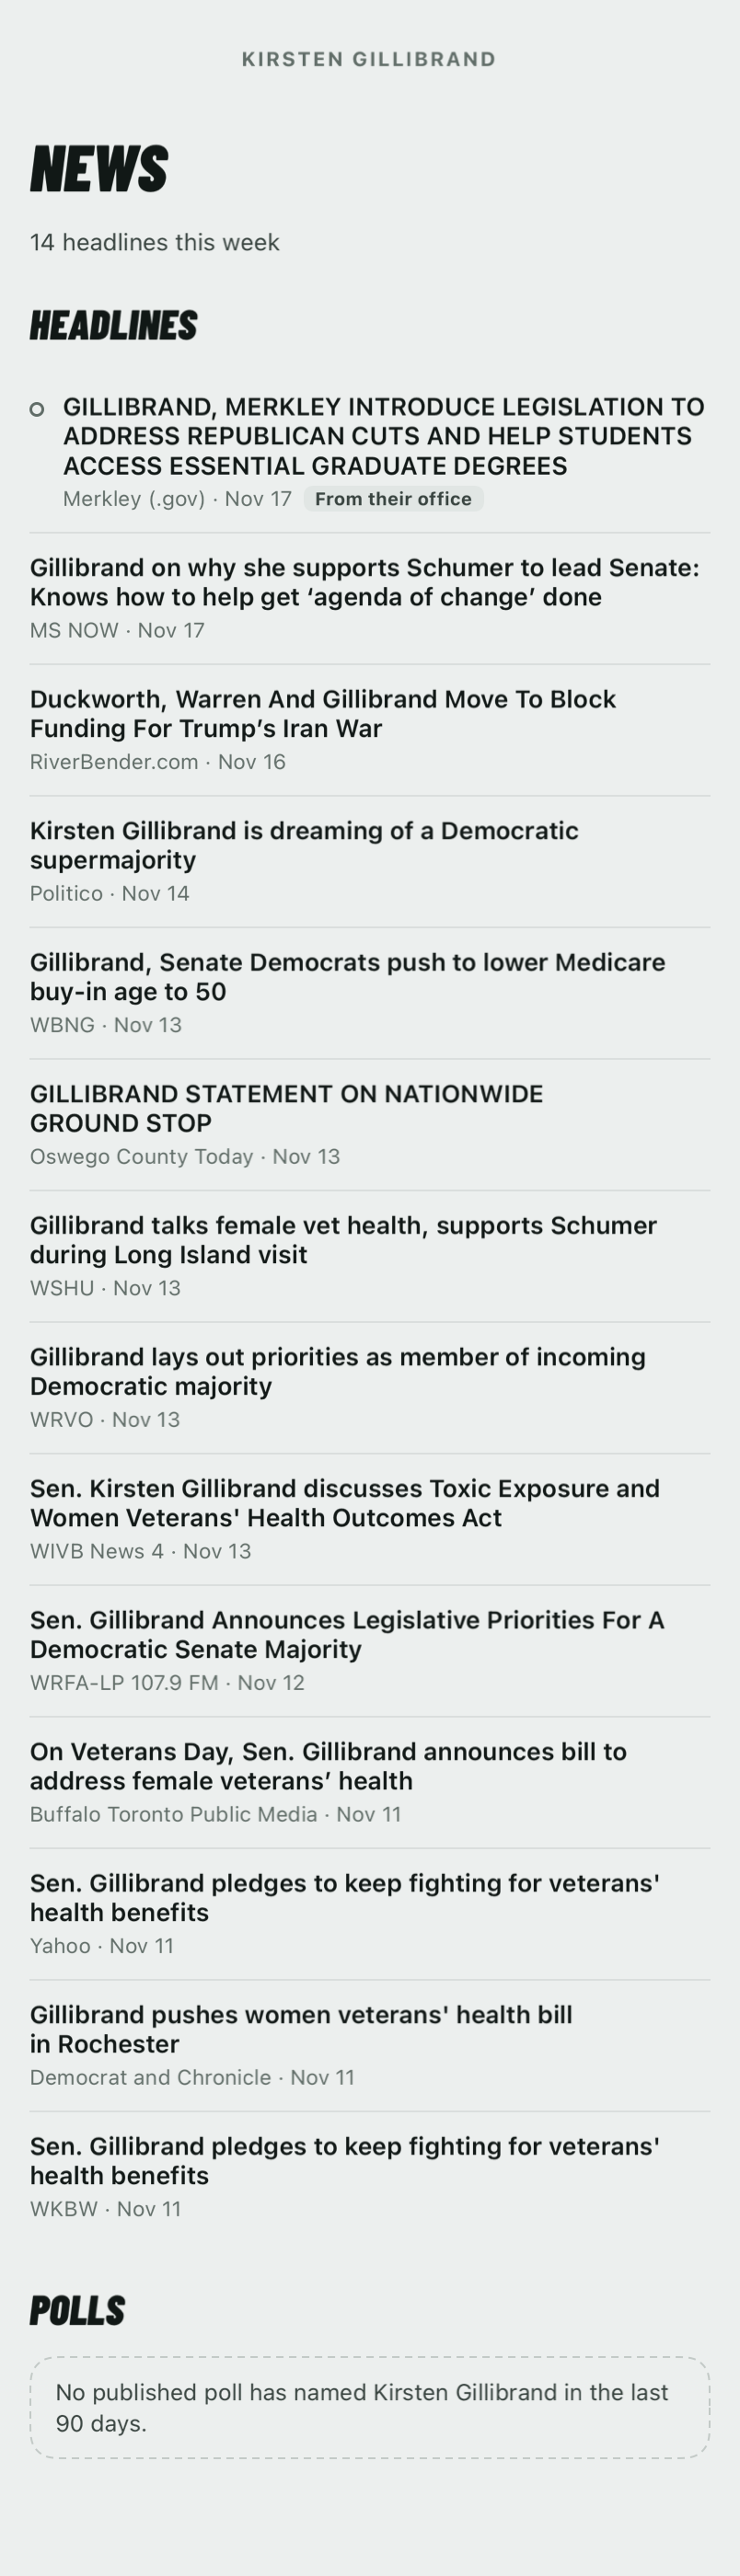 KIRSTEN GILLIBRAND
NEWS
14 headlines this week
HEADLINES
GILLIBRAND, MERKLEY INTRODUCE LEGISLATION TO
ADDRESS REPUBLICAN CUTS AND HELP STUDENTS
ACCESS ESSENTIAL GRADUATE DEGREES
Merkley (.gov) · Nov 17 From their office
Gillibrand on why she supports Schumer to lead Senate:
Knows how to help get ‘agenda of change’ done
MS NOW · Nov 17
Duckworth, Warren And Gillibrand Move To Block
Funding For Trump’s Iran War
RiverBender.com · Nov 16
Kirsten Gillibrand is dreaming of a Democratic
supermajority
Politico · Nov 14
Gillibrand, Senate Democrats push to lower Medicare
buy-in age to 50
WBNG · Nov 13
GILLIBRAND STATEMENT ON NATIONWIDE
GROUND STOP
Oswego County Today · Nov 13
Gillibrand talks female vet health, supports Schumer
during Long Island visit
WSHU · Nov 13
Gillibrand lays out priorities as member of incoming
Democratic majority
WRVO · Nov 13
Sen. Kirsten Gillibrand discusses Toxic Exposure and
Women Veterans' Health Outcomes Act
WIVB News 4 · Nov 13
Sen. Gillibrand Announces Legislative Priorities For A
Democratic Senate Majority
WRFA-LP 107.9 FM · Nov 12
On Veterans Day, Sen. Gillibrand announces bill to
address female veterans’ health
Buffalo Toronto Public Media · Nov 11
Sen. Gillibrand pledges to keep fighting for veterans'
health benefits
Yahoo · Nov 11
Gillibrand pushes women veterans' health bill
in Rochester
Democrat and Chronicle · Nov 11
Sen. Gillibrand pledges to keep fighting for veterans'
health benefits
WKBW · Nov 11
POLLS
No published poll has named Kirsten Gillibrand in the last
90 days.